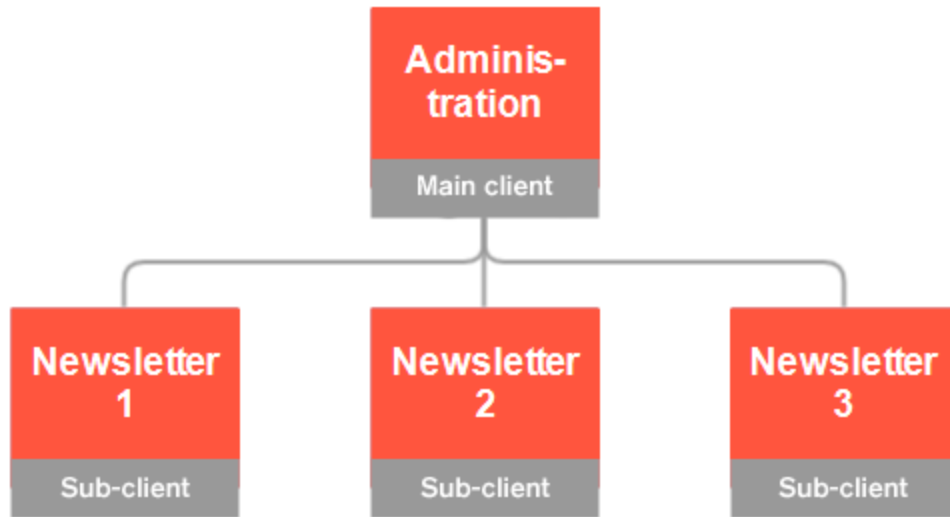 Adminis-
tration
Main client
Newsletter
1
Sub-client
Newsletter
2
Sub-client
Newsletter
3
Sub-client